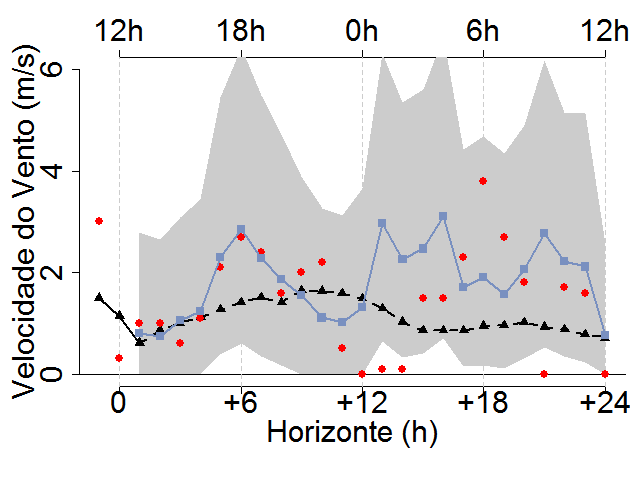 12h 18h 0h 6h 12h
Velocidade do Vento (m/s)
6
4
2
0
0 +6 +12 +18 +24
Horizonte (h)